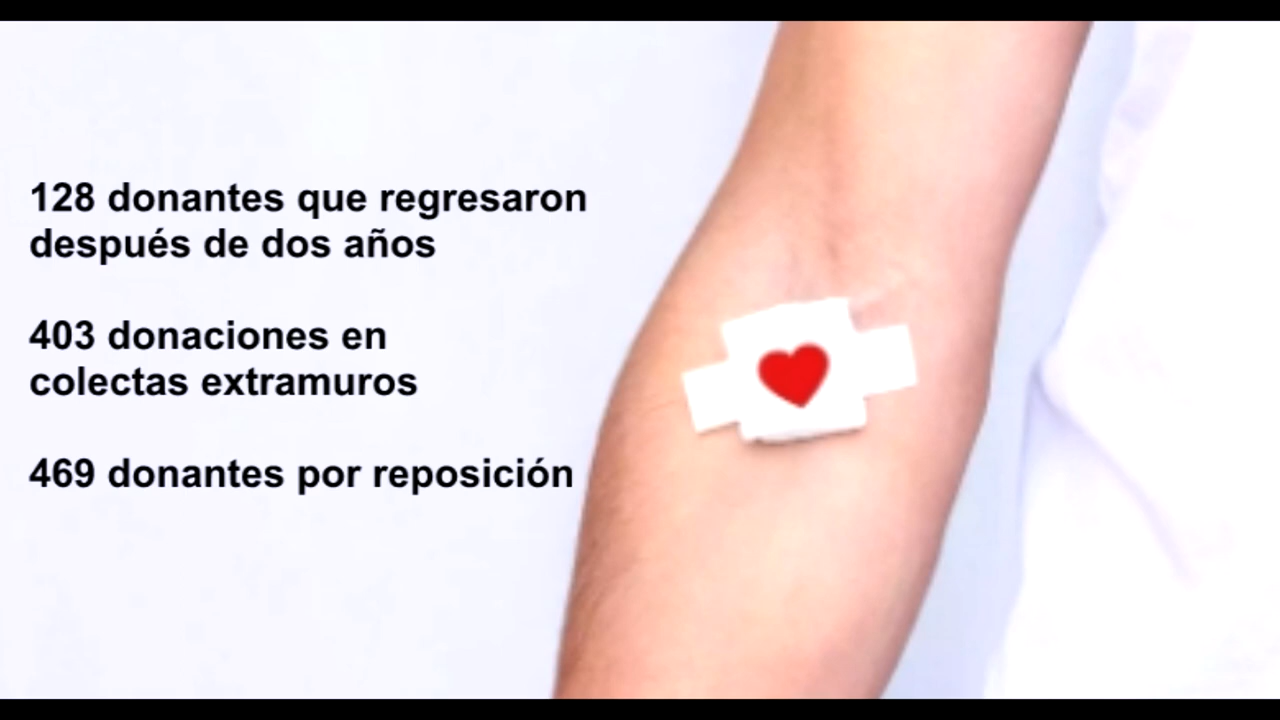 128 donantes que regresaron
después de dos años
403 donaciones en
colectas extramuros
469 donantes por reposición